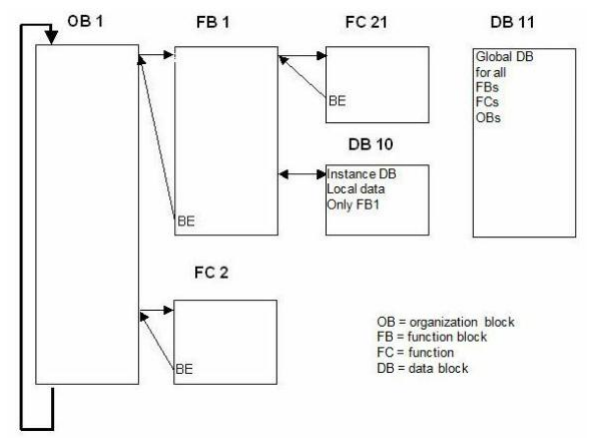 OB 1
FB 1
FC 21
DB 11
Global DB
for all
FBs
FCs
OBs
BE
DB 10
Instance DB
Local data
Only FB1
BE
FC 2
BE
OB = organization block
FB = function block
FC = function
DB = data block